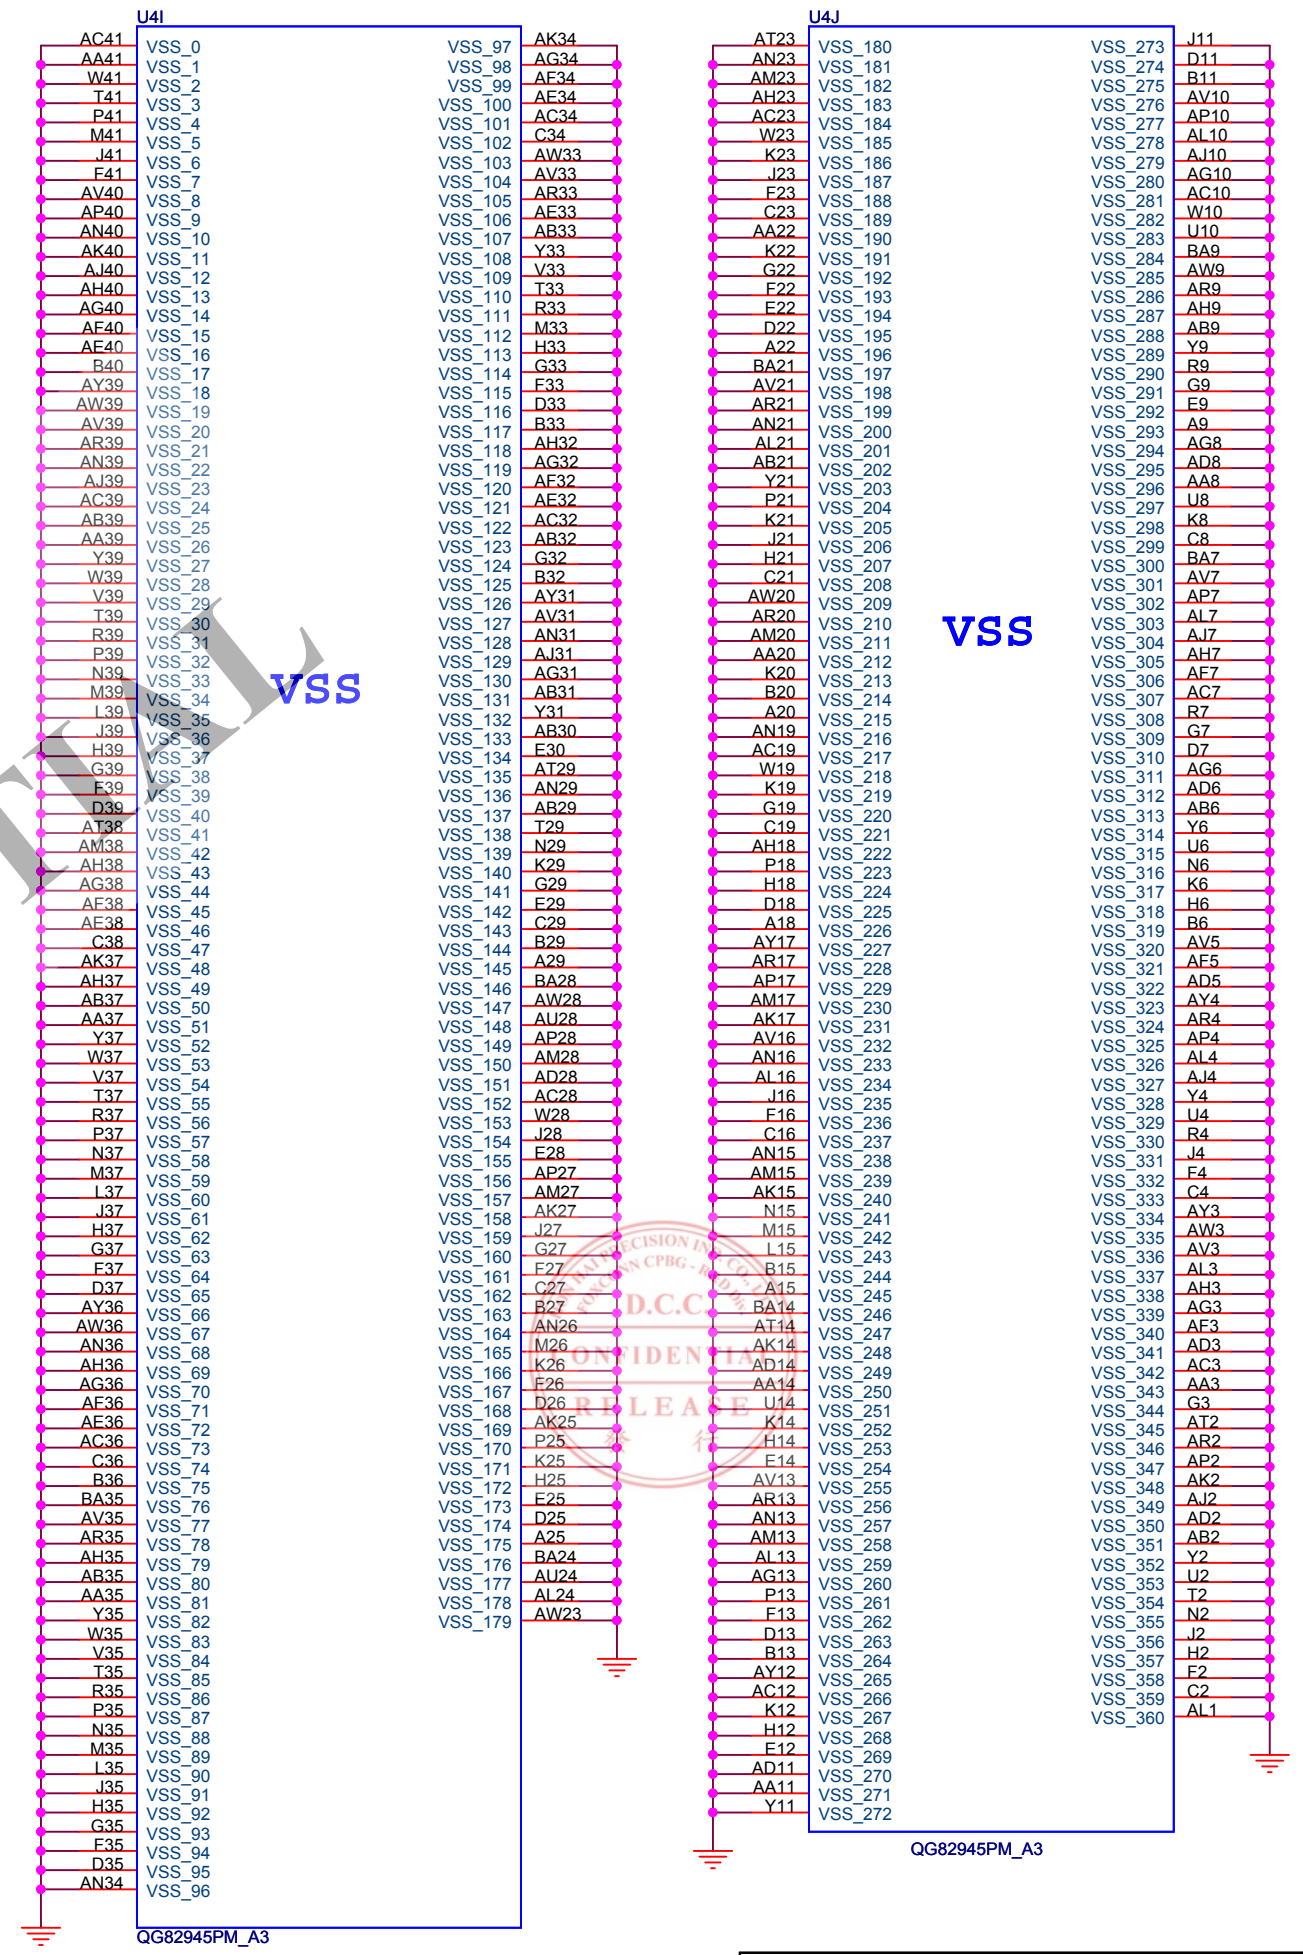 U4I
AC41 VSS_0
AA41 VSS_1
W41 VSS_2
T41 VSS_3
P41 VSS_4
M41 VSS_5
J41 VSS_6
F41 VSS_7
AV40 VSS_8
AP40 VSS_9
AN40 VSS_10
AK40 VSS_11
AJ40 VSS_12
AH40 VSS_13
AG40 VSS_14
AF40 VSS_15
AE40 VSS_16
B40 VSS_17
AY39 VSS_18
AW39 VSS_19
AV39 VSS_20
AR39 VSS_21
AN39 VSS_22
AJ39 VSS_23
AC39 VSS_24
AB39 VSS_25
AA39 VSS_26
Y39 VSS_27
W39 VSS_28
V39 VSS_29
T39 VSS_30
R39 VSS_31
P39 VSS_32
N39 VSS_33
M39 VSS_34
L39 VSS_35
J39 VSS_36
H39 VSS_37
G39 VSS_38
F39 VSS_39
D39 VSS_40
AT38 VSS_41
AM38 VSS_42
AH38 VSS_43
AG38 VSS_44
AF38 VSS_45
AE38 VSS_46
C38 VSS_47
AK37 VSS_48
AH37 VSS_49
AB37 VSS_50
AA37 VSS_51
Y37 VSS_52
W37 VSS_53
V37 VSS_54
T37 VSS_55
R37 VSS_56
P37 VSS_57
N37 VSS_58
M37 VSS_59
L37 VSS_60
J37 VSS_61
H37 VSS_62
G37 VSS_63
F37 VSS_64
D37 VSS_65
AY36 VSS_66
AW36 VSS_67
AN36 VSS_68
AH36 VSS_69
AG36 VSS_70
AF36 VSS_71
AE36 VSS_72
AC36 VSS_73
C36 VSS_74
B36 VSS_75
BA35 VSS_76
AV35 VSS_77
AR35 VSS_78
AH35 VSS_79
AB35 VSS_80
AA35 VSS_81
Y35 VSS_82
W35 VSS_83
V35 VSS_84
T35 VSS_85
R35 VSS_86
P35 VSS_87
N35 VSS_88
M35 VSS_89
L35 VSS_90
J35 VSS_91
H35 VSS_92
G35 VSS_93
F35 VSS_94
D35 VSS_95
AN34 VSS_96
VSS
TIAL
VSS_97 AK34
VSS_98 AG34
VSS_99 AF34
VSS_100 AE34
VSS_101 AC34
VSS_102 C34
VSS_103 AW33
VSS_104 AV33
VSS_105 AR33
VSS_106 AE33
VSS_107 AB33
VSS_108 Y33
VSS_109 V33
VSS_110 T33
VSS_111 R33
VSS_112 M33
VSS_113 H33
VSS_114 G33
VSS_115 F33
VSS_116 D33
VSS_117 B33
VSS_118 AH32
VSS_119 AG32
VSS_120 AF32
VSS_121 AE32
VSS_122 AC32
VSS_123 AB32
VSS_124 G32
VSS_125 B32
VSS_126 AY31
VSS_127 AV31
VSS_128 AN31
VSS_129 AJ31
VSS_130 AG31
VSS_131 AB31
VSS_132 Y31
VSS_133 AB30
VSS_134 E30
VSS_135 AT29
VSS_136 AN29
VSS_137 AB29
VSS_138 T29
VSS_139 N29
VSS_140 K29
VSS_141 G29
VSS_142 E29
VSS_143 C29
VSS_144 B29
VSS_145 A29
VSS_146 BA28
VSS_147 AW28
VSS_148 AU28
VSS_149 AP28
VSS_150 AM28
VSS_151 AD28
VSS_152 AC28
VSS_153 W28
VSS_154 J28
VSS_155 E28
VSS_156 AP27
VSS_157 AM27
VSS_158 AK27
VSS_159 J27
VSS_160 G27
VSS_161 F27
VSS_162 C27
VSS_163 B27
VSS_164 AN26
VSS_165 M26
VSS_166 K26
VSS_167 F26
VSS_168 D26
VSS_169 AK25
VSS_170 P25
VSS_171 K25
VSS_172 H25
VSS_173 E25
VSS_174 D25
VSS_175 A25
VSS_176 BA24
VSS_177 AU24
VSS_178 AL24
VSS_179 AW23
QG82945PM_A3
HON HAI PRECISION IND. CO., LTD.
FOXCONN CPBG - R&D Div.
D.C.C.
CONFIDENTIAL
RELEASE
發 行
U4J
AT23 VSS_180
AN23 VSS_181
AM23 VSS_182
AH23 VSS_183
AC23 VSS_184
W23 VSS_185
K23 VSS_186
J23 VSS_187
F23 VSS_188
C23 VSS_189
AA22 VSS_190
K22 VSS_191
G22 VSS_192
F22 VSS_193
E22 VSS_194
D22 VSS_195
A22 VSS_196
BA21 VSS_197
AV21 VSS_198
AR21 VSS_199
AN21 VSS_200
AL21 VSS_201
AB21 VSS_202
Y21 VSS_203
P21 VSS_204
K21 VSS_205
J21 VSS_206
H21 VSS_207
C21 VSS_208
AW20 VSS_209
AR20 VSS_210
AM20 VSS_211
AA20 VSS_212
K20 VSS_213
B20 VSS_214
A20 VSS_215
AN19 VSS_216
AC19 VSS_217
W19 VSS_218
K19 VSS_219
G19 VSS_220
C19 VSS_221
AH18 VSS_222
P18 VSS_223
H18 VSS_224
D18 VSS_225
A18 VSS_226
AY17 VSS_227
AR17 VSS_228
AP17 VSS_229
AM17 VSS_230
AK17 VSS_231
AV16 VSS_232
AN16 VSS_233
AL16 VSS_234
J16 VSS_235
F16 VSS_236
C16 VSS_237
AN15 VSS_238
AM15 VSS_239
AK15 VSS_240
N15 VSS_241
M15 VSS_242
L15 VSS_243
B15 VSS_244
A15 VSS_245
BA14 VSS_246
AT14 VSS_247
AK14 VSS_248
AD14 VSS_249
AA14 VSS_250
U14 VSS_251
K14 VSS_252
H14 VSS_253
E14 VSS_254
AV13 VSS_255
AR13 VSS_256
AN13 VSS_257
AM13 VSS_258
AL13 VSS_259
AG13 VSS_260
P13 VSS_261
F13 VSS_262
D13 VSS_263
B13 VSS_264
AY12 VSS_265
AC12 VSS_266
K12 VSS_267
H12 VSS_268
E12 VSS_269
AD11 VSS_270
AA11 VSS_271
Y11 VSS_272
VSS
VSS_273 J11
VSS_274 D11
VSS_275 B11
VSS_276 AV10
VSS_277 AP10
VSS_278 AL10
VSS_279 AJ10
VSS_280 AG10
VSS_281 AC10
VSS_282 W10
VSS_283 U10
VSS_284 BA9
VSS_285 AW9
VSS_286 AR9
VSS_287 AH9
VSS_288 AB9
VSS_289 Y9
VSS_290 R9
VSS_291 G9
VSS_292 E9
VSS_293 A9
VSS_294 AG8
VSS_295 AD8
VSS_296 AA8
VSS_297 U8
VSS_298 K8
VSS_299 C8
VSS_300 BA7
VSS_301 AV7
VSS_302 AP7
VSS_303 AL7
VSS_304 AJ7
VSS_305 AH7
VSS_306 AF7
VSS_307 AC7
VSS_308 R7
VSS_309 G7
VSS_310 D7
VSS_311 AG6
VSS_312 AD6
VSS_313 AB6
VSS_314 Y6
VSS_315 U6
VSS_316 N6
VSS_317 K6
VSS_318 H6
VSS_319 B6
VSS_320 AV5
VSS_321 AF5
VSS_322 AD5
VSS_323 AY4
VSS_324 AR4
VSS_325 AP4
VSS_326 AL4
VSS_327 AJ4
VSS_328 Y4
VSS_329 U4
VSS_330 R4
VSS_331 J4
VSS_332 F4
VSS_333 C4
VSS_334 AY3
VSS_335 AW3
VSS_336 AV3
VSS_337 AL3
VSS_338 AH3
VSS_339 AG3
VSS_340 AF3
VSS_341 AD3
VSS_342 AC3
VSS_343 AA3
VSS_344 G3
VSS_345 AT2
VSS_346 AR2
VSS_347 AP2
VSS_348 AK2
VSS_349 AJ2
VSS_350 AD2
VSS_351 AB2
VSS_352 Y2
VSS_353 U2
VSS_354 T2
VSS_355 N2
VSS_356 J2
VSS_357 H2
VSS_358 F2
VSS_359 C2
VSS_360 AL1
QG82945PM_A3